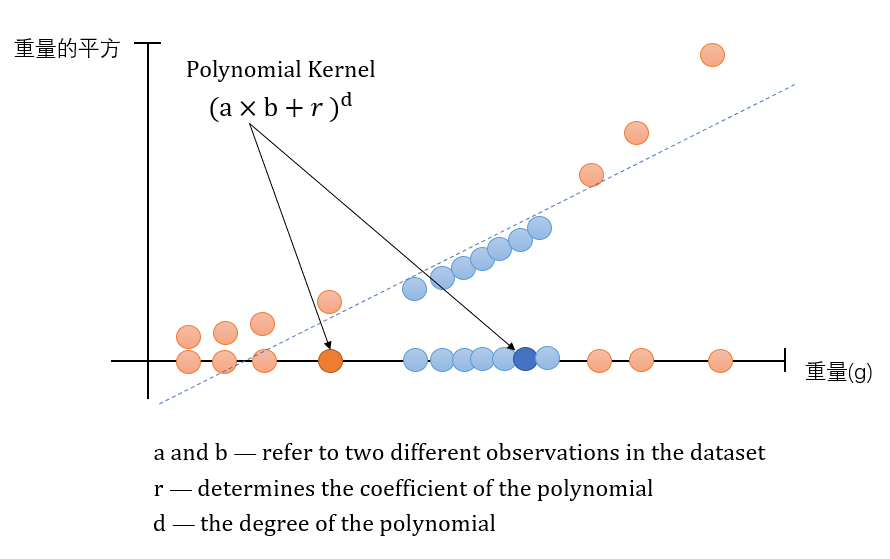 重量的平方
Polynomial Kernel
(a × b + r )^d
重量(g)
a and b — refer to two different observations in the dataset
r — determines the coefficient of the polynomial
d — the degree of the polynomial